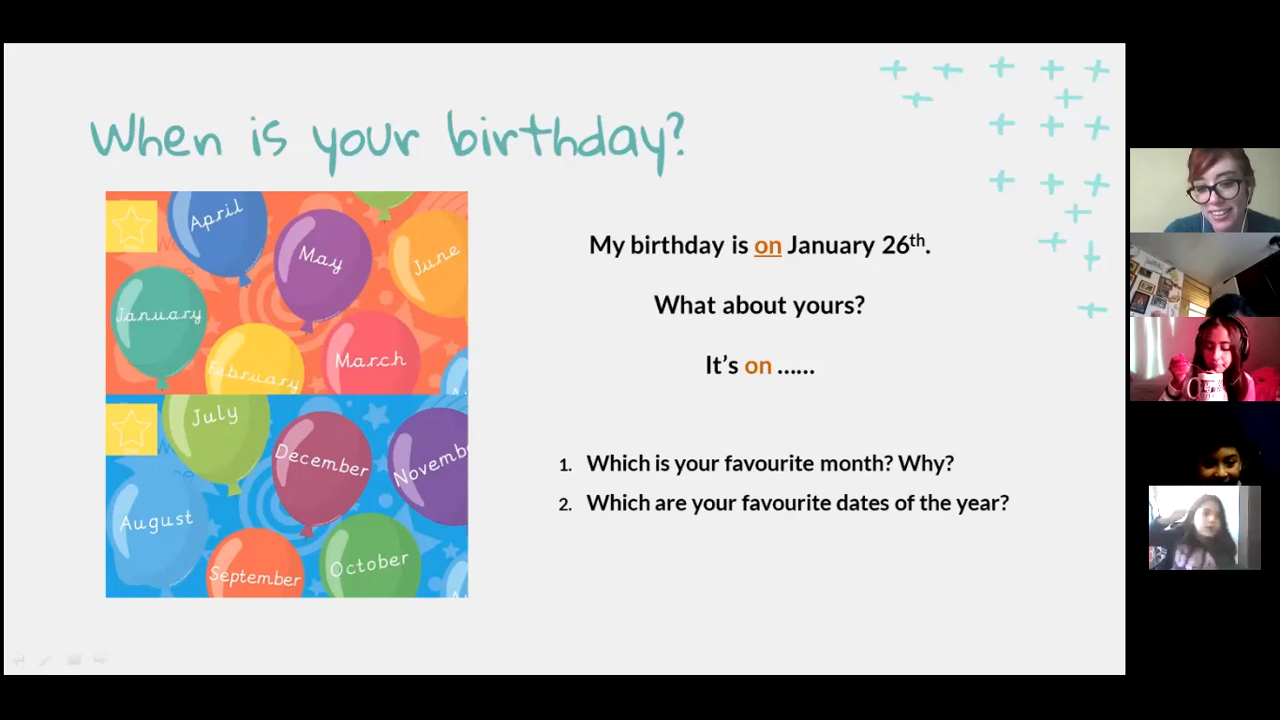 When is your birthday?
April
May
June
January
February
March
July
December
Novemb
August
September
October
My birthday is on January 26th.
What about yours?
It's on ......
1. Which is your favourite month? Why?
2. Which are your favourite dates of the year?